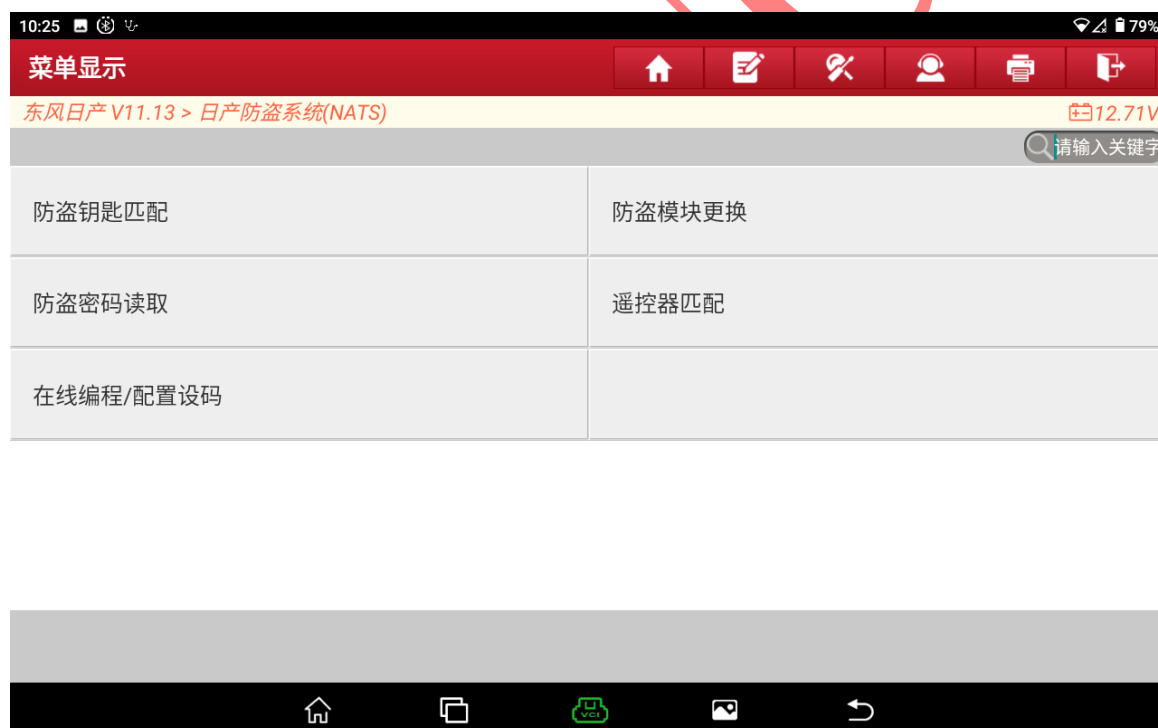 10:25 79%
菜单显示
东风日产 V11.13 > 日产防盗系统(NATS) 12.71V
请输入关键字
防盗钥匙匹配 防盗模块更换
防盗密码读取 遥控器匹配
在线编程/配置设码
VCI